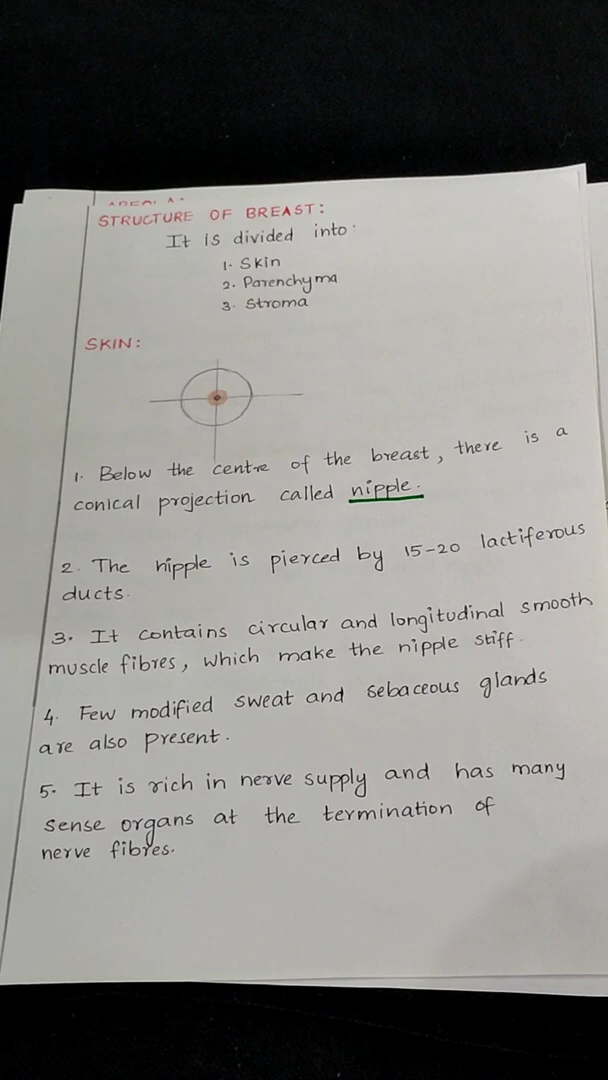 STRUCTURE OF BREAST:
It is divided into:
1. Skin
2. Parenchyma
3. Stroma
SKIN:
1. Below the centre of the breast, there is a
conical projection called nipple.
2. The nipple is pierced by 15-20 lactiferous
ducts.
3. It contains circular and longitudinal smooth
muscle fibres, which make the nipple stiff.
4. Few modified sweat and sebaceous glands
are also present.
5. It is rich in nerve supply and has many
sense organs at the termination of
nerve fibres.